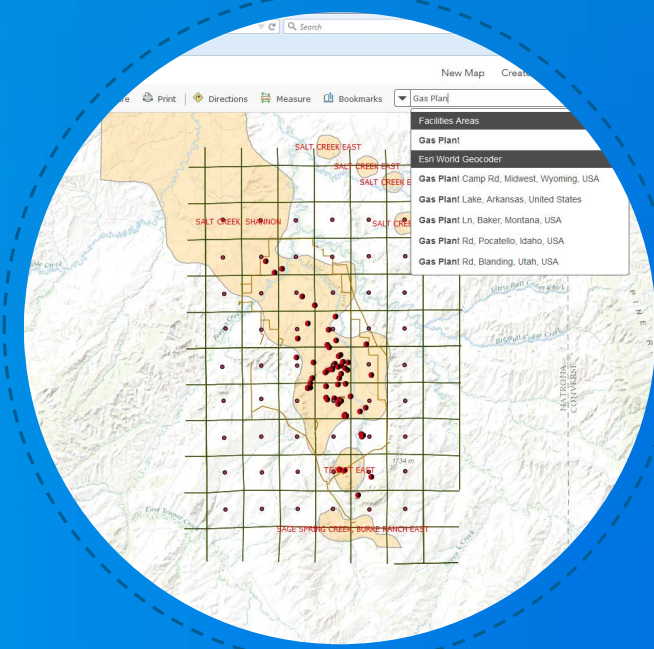 Search
New Map
Print
Directions
Measure
Bookmarks
Gas Plan
Facilities Areas
Gas Plant
Esri World Geocoder
Gas Plant Camp Rd, Midwest, Wyoming, USA
Gas Plant Lake, Arkansas, United States
Gas Plant Ln, Baker, Montana, USA
Gas Plant Rd, Pocatello, Idaho, USA
Gas Plant Rd, Blanding, Utah, USA
SALT CREEK EAST
SALT CREEK EAST
SALT CREEK E
SALT CREEK, SHANNON
SALT CREE
NATRONA
CONVERSE
1734 m
EAST
SAGE SPRING CREEK, BURKE RANCH EAST